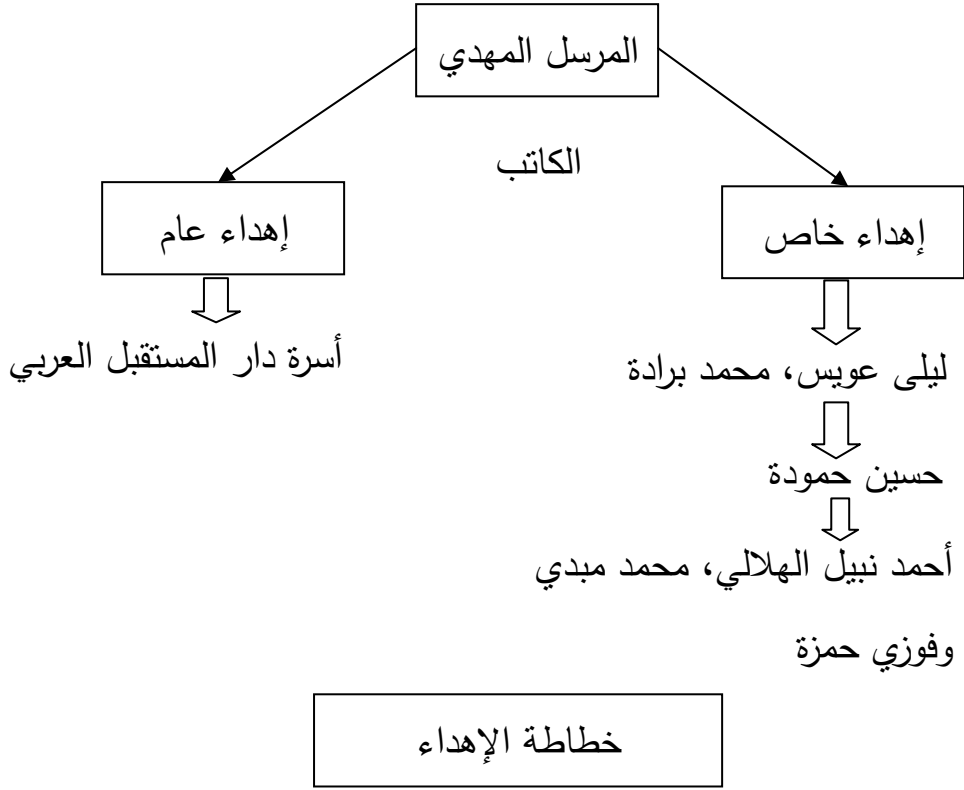 المرسل المهدي
الكاتب
إهداء خاص
إهداء عام
ليلى عويس، محمد برادة
أسرة دار المستقبل العربي
حسين حمودة
أحمد نبيل الهلالي، محمد مبدي
وفوزي حمزة
خطاطة الإهداء